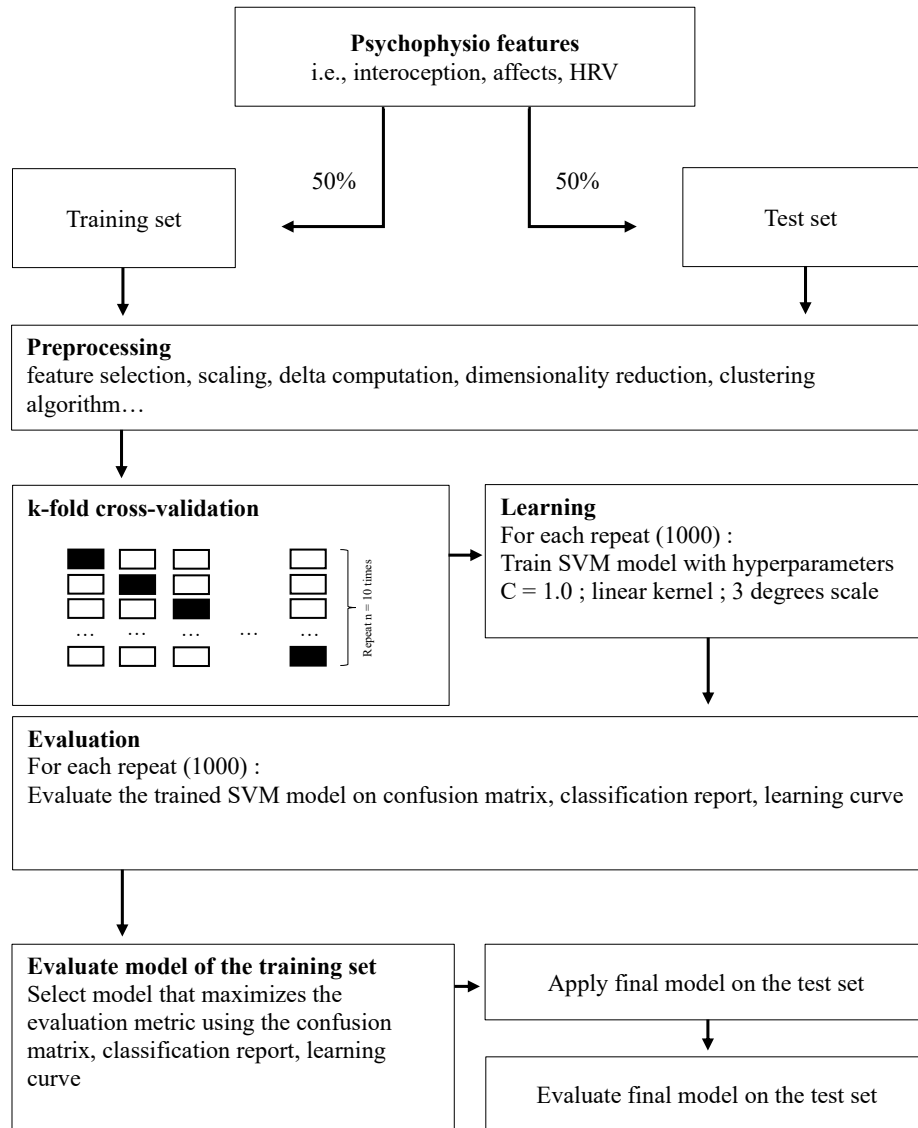 Psychophysio features
i.e., interoception, affects, HRV
50%
50%
Training set
Test set
Preprocessing
feature selection, scaling, delta computation, dimensionality reduction, clustering
algorithm…
k-fold cross-validation
… … … … …
Repeat n = 10 times
Learning
For each repeat (1000) :
Train SVM model with hyperparameters
C = 1.0 ; linear kernel ; 3 degrees scale
Evaluation
For each repeat (1000) :
Evaluate the trained SVM model on confusion matrix, classification report, learning curve
Evaluate model of the training set
Select model that maximizes the
evaluation metric using the confusion
matrix, classification report, learning
curve
Apply final model on the test set
Evaluate final model on the test set